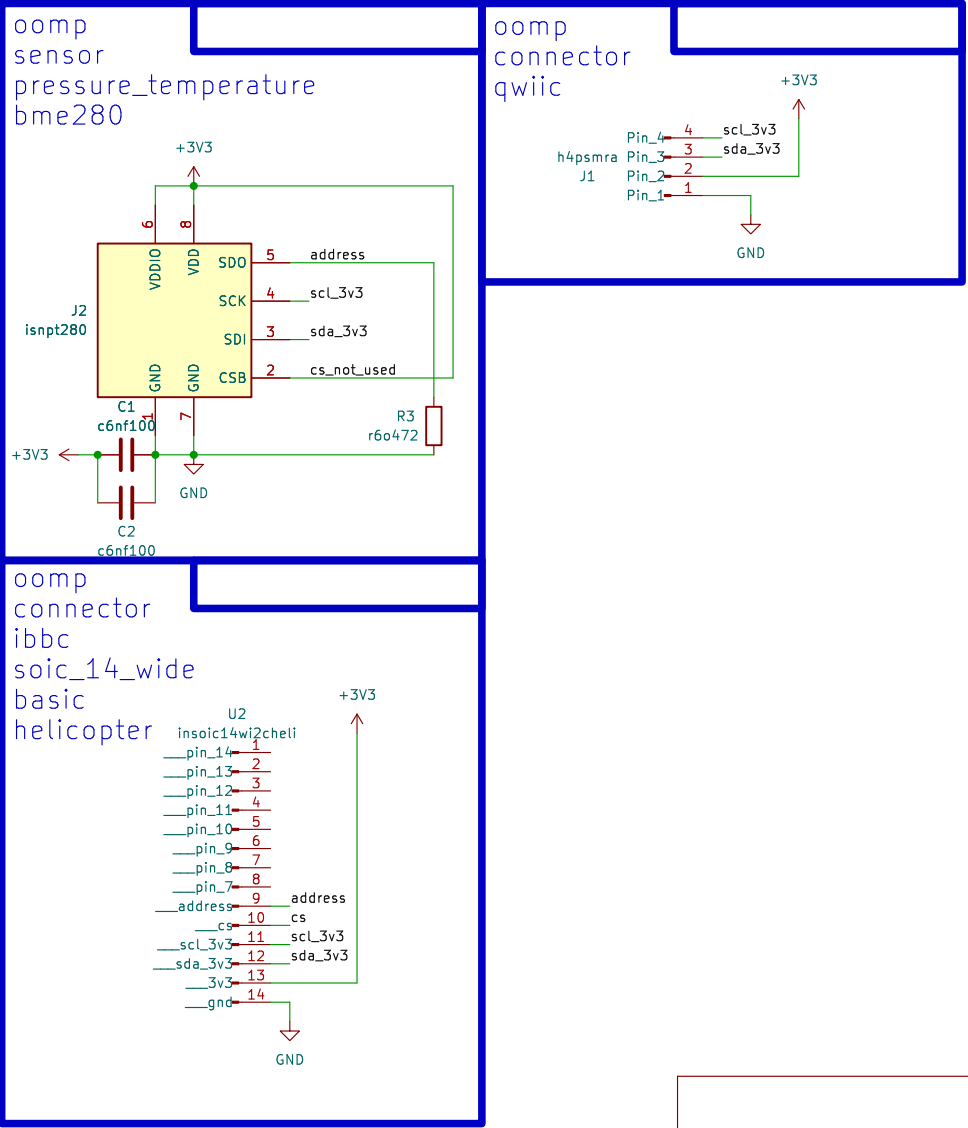 oomp
sensor
pressure_temperature
bme280
+3V3
6
8
VDDIO
VDD
SDO
5
address
SCK
4
scl_3v3
J2
isnpt280
SDI
3
sda_3v3
GND
GND
CSB
2
cs_not_used
C1
c6nf100
1
7
R3
r6o472
+3V3
GND
C2
c6nf100
oomp
connector
qwiic
+3V3
Pin_4
4
scl_3v3
h4psmra
Pin_3
3
sda_3v3
J1
Pin_2
2
Pin_1
1
GND
oomp
connector
ibbc
soic_14_wide
basic
helicopter
+3V3
U2
insoic14wi2cheli
___pin_14
1
___pin_13
2
___pin_12
3
___pin_11
4
___pin_10
5
___pin_9
6
___pin_8
7
___pin_7
8
___address
9
address
___cs
10
cs
___scl_3v3
11
scl_3v3
___sda_3v3
12
sda_3v3
___3v3
13
___gnd
14
GND